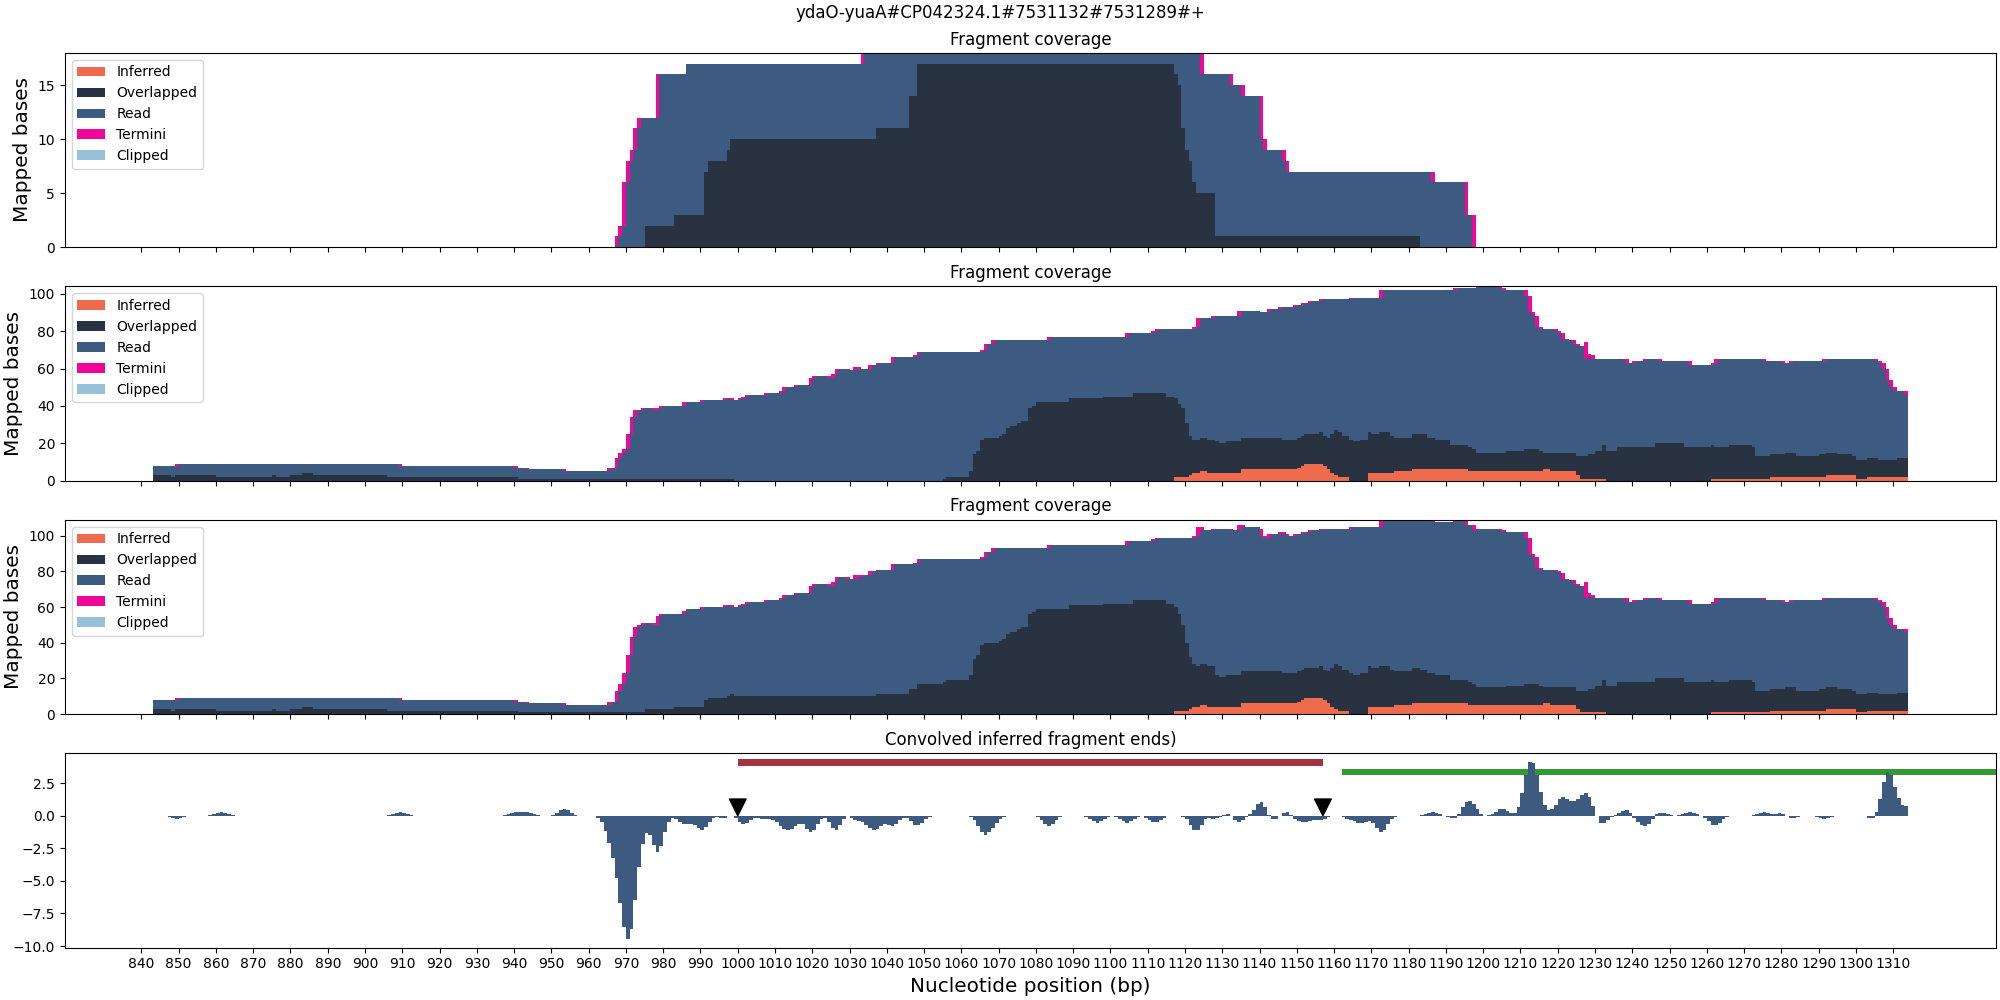 ydaO-yuaA#CP042324.1#7531132#7531289#+
Fragment coverage
Mapped bases
15
10
5
0
Inferred
Overlapped
Read
Termini
Clipped
Fragment coverage
Mapped bases
100
80
60
40
20
0
Inferred
Overlapped
Read
Termini
Clipped
Fragment coverage
Mapped bases
100
80
60
40
20
0
Inferred
Overlapped
Read
Termini
Clipped
Convolved inferred fragment ends)
2.5
0.0
−2.5
−5.0
−7.5
−10.0
840 850 860 870 880 890 900 910 920 930 940 950 960 970 980 990 1000 1010 1020 1030 1040 1050 1060 1070 1080 1090 1100 1110 1120 1130 1140 1150 1160 1170 1180 1190 1200 1210 1220 1230 1240 1250 1260 1270 1280 1290 1300 1310
Nucleotide position (bp)